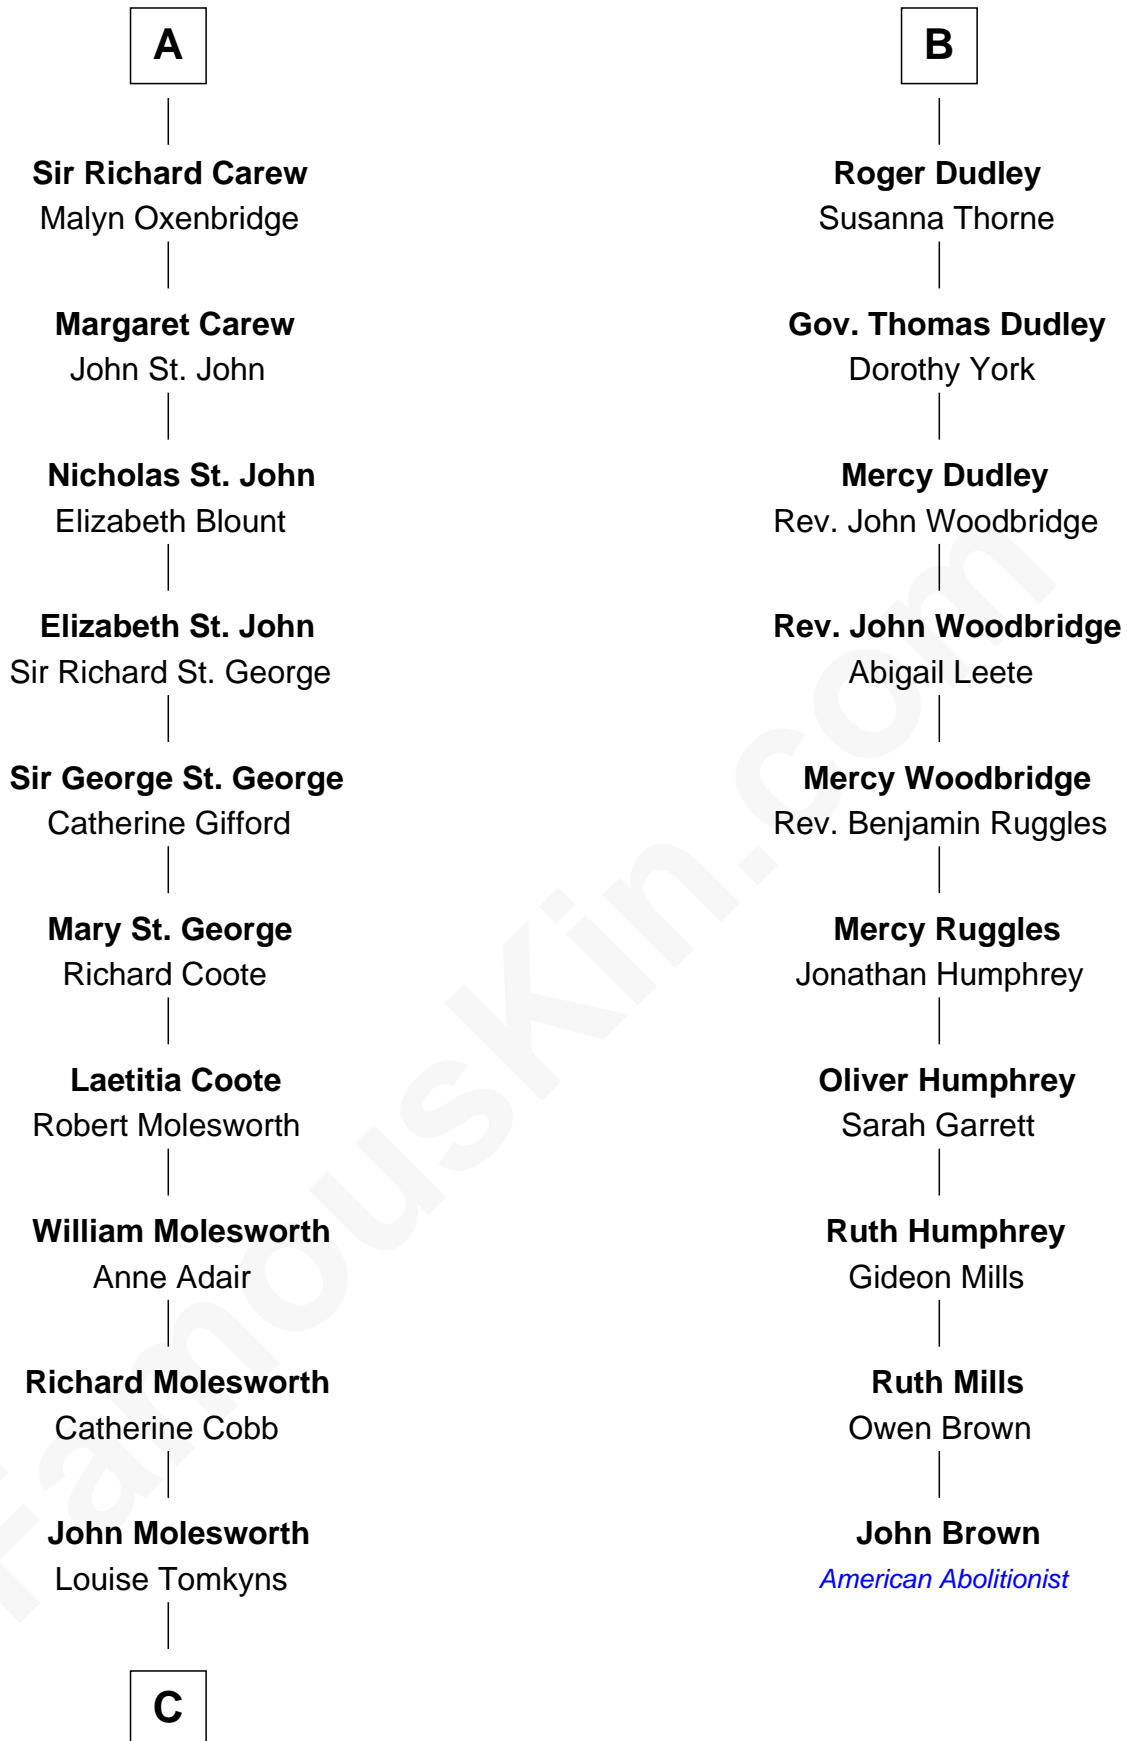 A
Sir Richard Carew
Malyn Oxenbridge
Margaret Carew
John St. John
Nicholas St. John
Elizabeth Blount
Elizabeth St. John
Sir Richard St. George
Sir George St. George
Catherine Gifford
Mary St. George
Richard Coote
Laetitia Coote
Robert Molesworth
William Molesworth
Anne Adair
Richard Molesworth
Catherine Cobb
John Molesworth
Louise Tomkyns
C
B
Roger Dudley
Susanna Thorne
Gov. Thomas Dudley
Dorothy York
Mercy Dudley
Rev. John Woodbridge
Rev. John Woodbridge
Abigail Leete
Mercy Woodbridge
Rev. Benjamin Ruggles
Mercy Ruggles
Jonathan Humphrey
Oliver Humphrey
Sarah Garrett
Ruth Humphrey
Gideon Mills
Ruth Mills
Owen Brown
John Brown
American Abolitionist
FamousKin.com